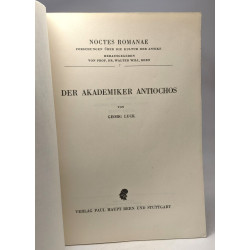 NOCTES ROMANAE
FORSCHUNGEN ÜBER DIE KULTUR DER ANTIKE
HERAUSGEGEBEN
VON PROF. DR. WALTER WILI, BERN
DER AKADEMIKER ANTIOCHOS
VON
GEORG LUCK
VERLAG PAUL HAUPT BERN UND STUTTGART